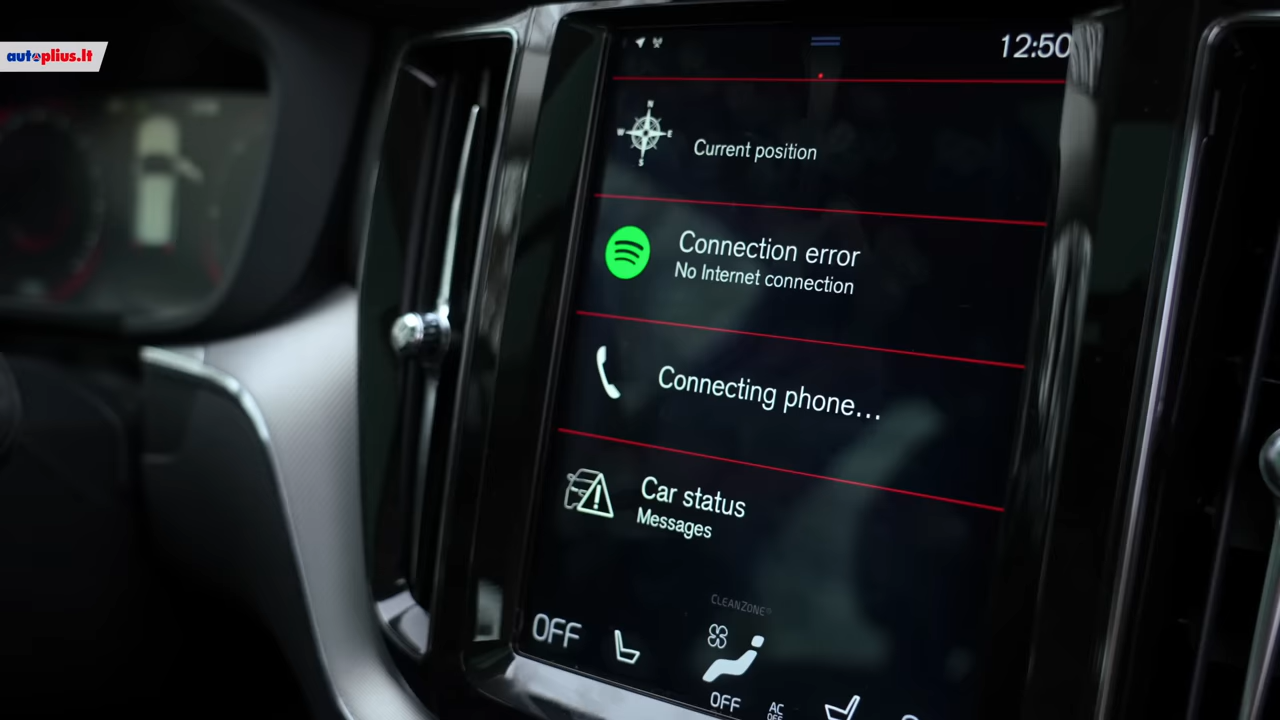 autoplius.lt
12:50
N
W E
S
Current position
Connection error
No Internet connection
Connecting phone...
Car status
Messages
CLEANZONE
OFF
OFF
AC
OFF